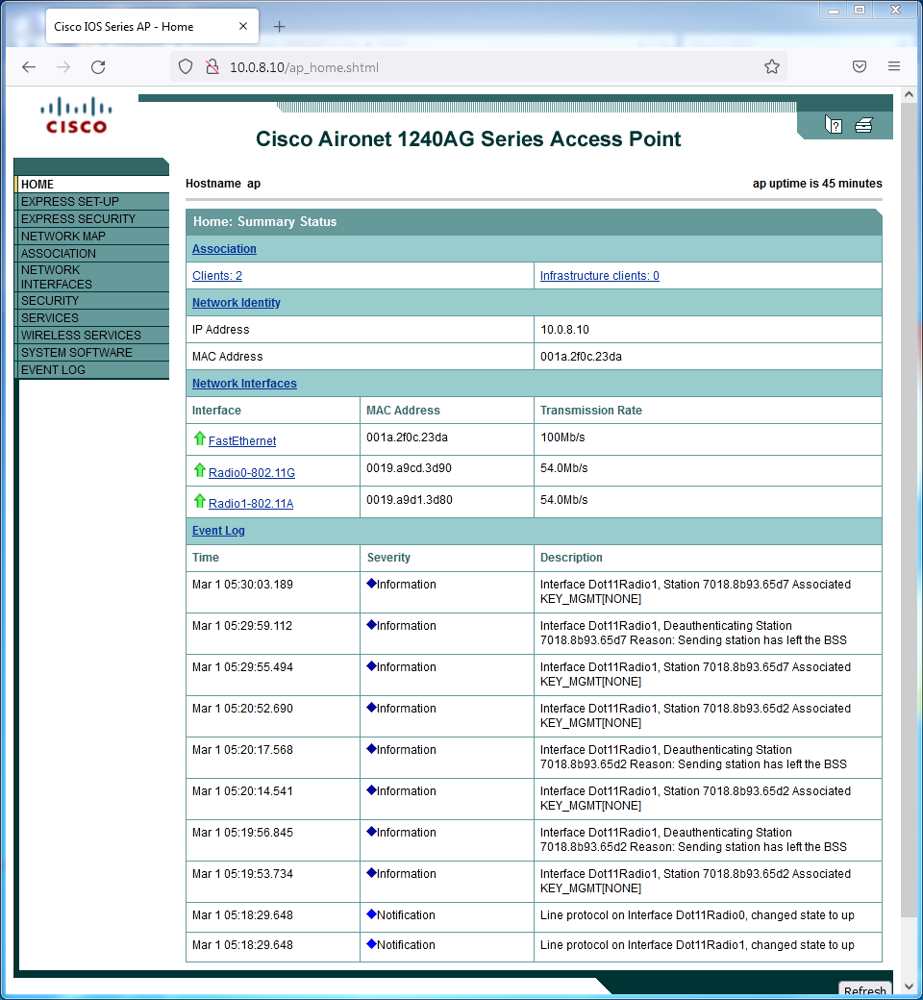 Cisco IOS Series AP - Home
10.0.8.10/ap_home.shtml
CISCO
Cisco Aironet 1240AG Series Access Point
HOME
EXPRESS SET-UP
EXPRESS SECURITY
NETWORK MAP
ASSOCIATION
NETWORK
INTERFACES
SECURITY
SERVICES
WIRELESS SERVICES
SYSTEM SOFTWARE
EVENT LOG
Hostname ap
ap uptime is 45 minutes
Home: Summary Status
Association
Clients: 2 Infrastructure clients: 0
Network Identity
IP Address 10.0.8.10
MAC Address 001a.2f0c.23da
Network Interfaces
Interface MAC Address Transmission Rate
FastEthernet 001a.2f0c.23da 100Mb/s
Radio0-802.11G 0019.a9cd.3d90 54.0Mb/s
Radio1-802.11A 0019.a9d1.3d80 54.0Mb/s
Event Log
Time Severity Description
Mar 1 05:30:03.189 Information Interface Dot11Radio1, Station 7018.8b93.65d7 Associated
KEY_MGMT[NONE]
Mar 1 05:29:59.112 Information Interface Dot11Radio1, Deauthenticating Station
7018.8b93.65d7 Reason: Sending station has left the BSS
Mar 1 05:29:55.494 Information Interface Dot11Radio1, Station 7018.8b93.65d7 Associated
KEY_MGMT[NONE]
Mar 1 05:20:52.690 Information Interface Dot11Radio1, Station 7018.8b93.65d2 Associated
KEY_MGMT[NONE]
Mar 1 05:20:17.568 Information Interface Dot11Radio1, Deauthenticating Station
7018.8b93.65d2 Reason: Sending station has left the BSS
Mar 1 05:20:14.541 Information Interface Dot11Radio1, Station 7018.8b93.65d2 Associated
KEY_MGMT[NONE]
Mar 1 05:19:56.845 Information Interface Dot11Radio1, Deauthenticating Station
7018.8b93.65d2 Reason: Sending station has left the BSS
Mar 1 05:19:53.734 Information Interface Dot11Radio1, Station 7018.8b93.65d2 Associated
KEY_MGMT[NONE]
Mar 1 05:18:29.648 Notification Line protocol on Interface Dot11Radio0, changed state to up
Mar 1 05:18:29.648 Notification Line protocol on Interface Dot11Radio1, changed state to up
Refresh